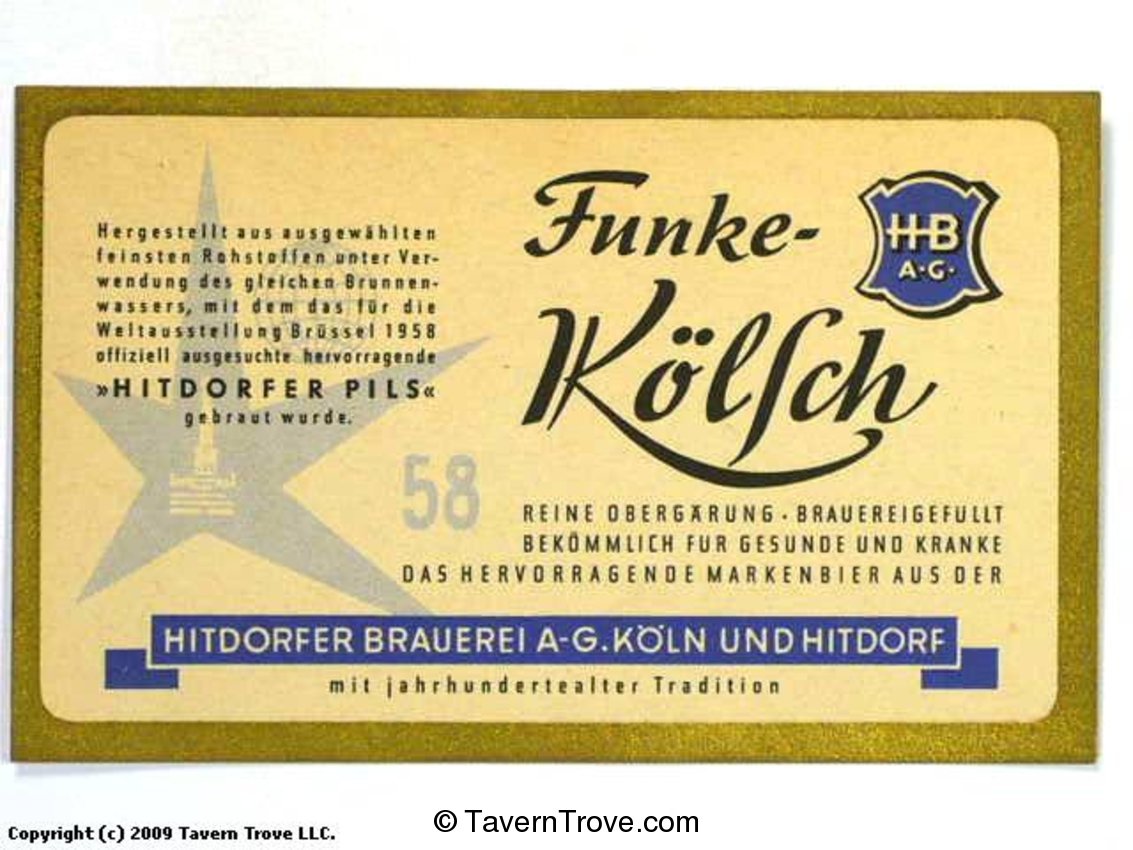 Hergestellt aus ausgewählten
feinsten Rohstoffen unter Ver-
wendung des gleichen Brunnen-
wassers, mit dem das für die
Weltausstellung Brüssel 1958
offiziell ausgesuchte hervorragende
»HITDORFER PILS«
gebraut wurde.
58
Funke-
Kölſch
HB
A·G·
REINE OBERGÄRUNG · BRAUEREIGEFULLT
BEKÖMMLICH FUR GESUNDE UND KRANKE
DAS HERVORRAGENDE MARKENBIER AUS DER
HITDORFER BRAUEREI A-G. KÖLN UND HITDORF
mit jahrhundertealter Tradition
Copyright (c) 2009 Tavern Trove LLC.
© TavernTrove.com